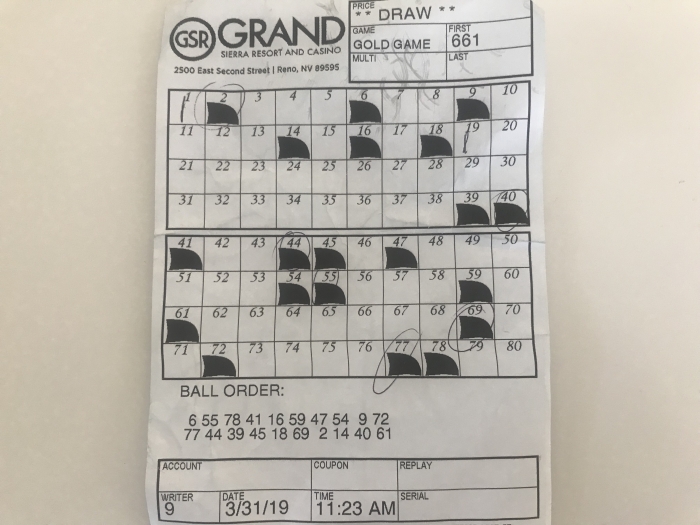 GSR GRAND
SIERRA RESORT AND CASINO
2500 East Second Street | Reno, NV 89595
PRICE
** DRAW **
GAME FIRST
GOLD GAME 661
MULTI LAST
1 2 3 4 5 6 7 8 9 10
11 12 13 14 15 16 17 18 19 20
21 22 23 24 25 26 27 28 29 30
31 32 33 34 35 36 37 38 39 40
41 42 43 44 45 46 47 48 49 50
51 52 53 54 55 56 57 58 59 60
61 62 63 64 65 66 67 68 69 70
71 72 73 74 75 76 77 78 79 80
BALL ORDER:
6 55 78 41 16 59 47 54 9 72
77 44 39 45 18 69 2 14 40 61
ACCOUNT COUPON REPLAY
WRITER DATE TIME SERIAL
9 3/31/19 11:23 AM